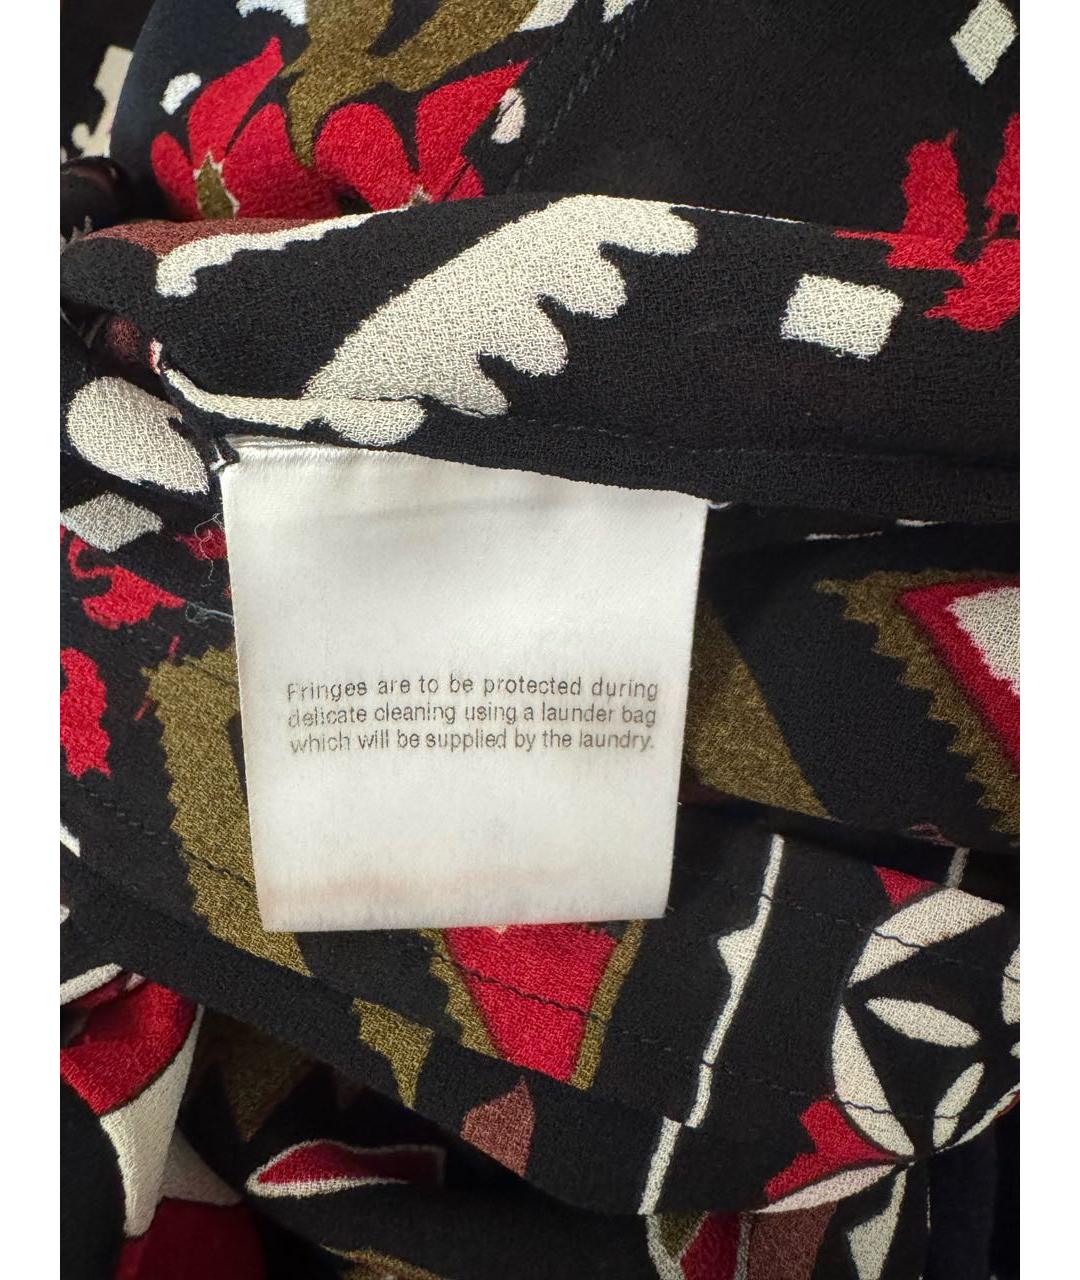 Fringes are to be protected during
delicate cleaning using a launder bag
which will be supplied by the laundry.